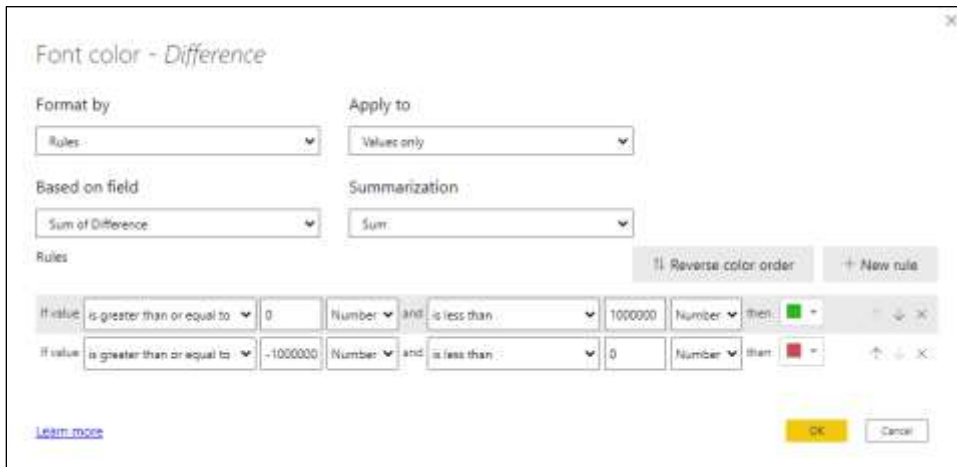 Font color - Difference
Format by
Apply to
Rules
Values only
Based on field
Summarization
Sum of Difference
Sum
Rules
Reverse color order
+ New rule
If value is greater than or equal to 0 Number and is less than 1000000 Number then
If value is greater than or equal to -1000000 Number and is less than 0 Number then
Learn more
OK
Cancel